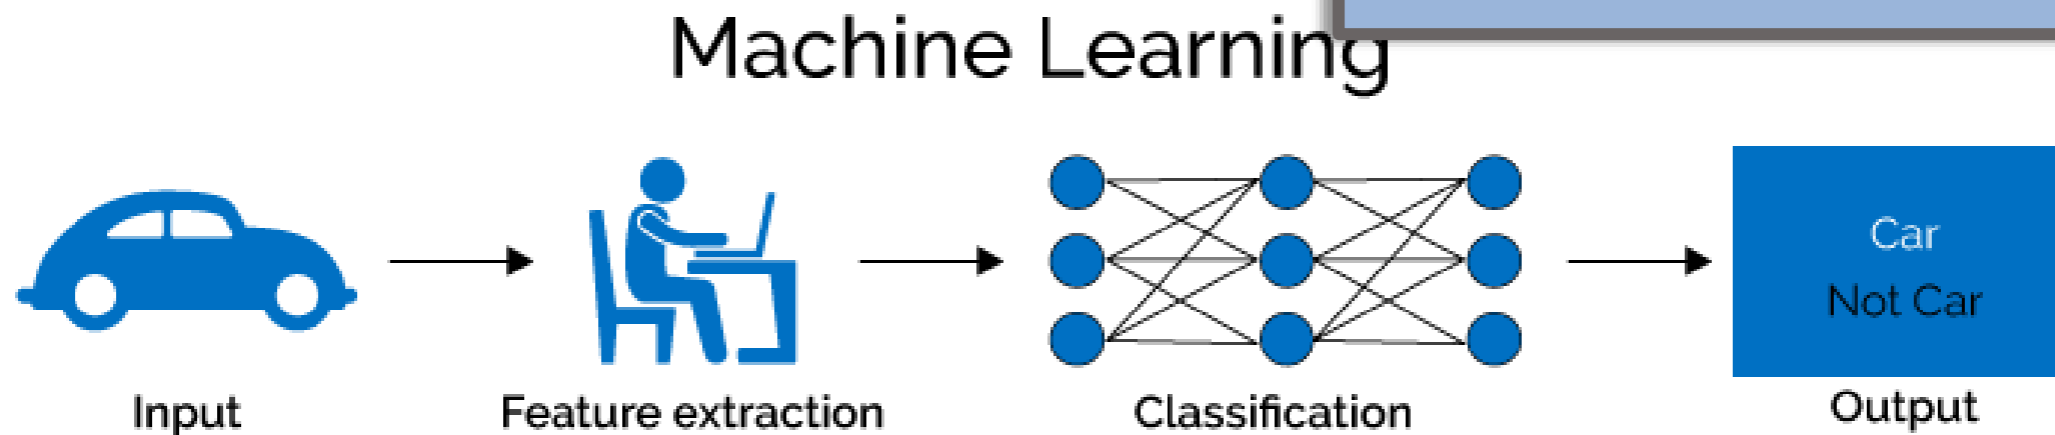 Machine Learning
Car
Not Car
Input
Feature extraction
Classification
Output